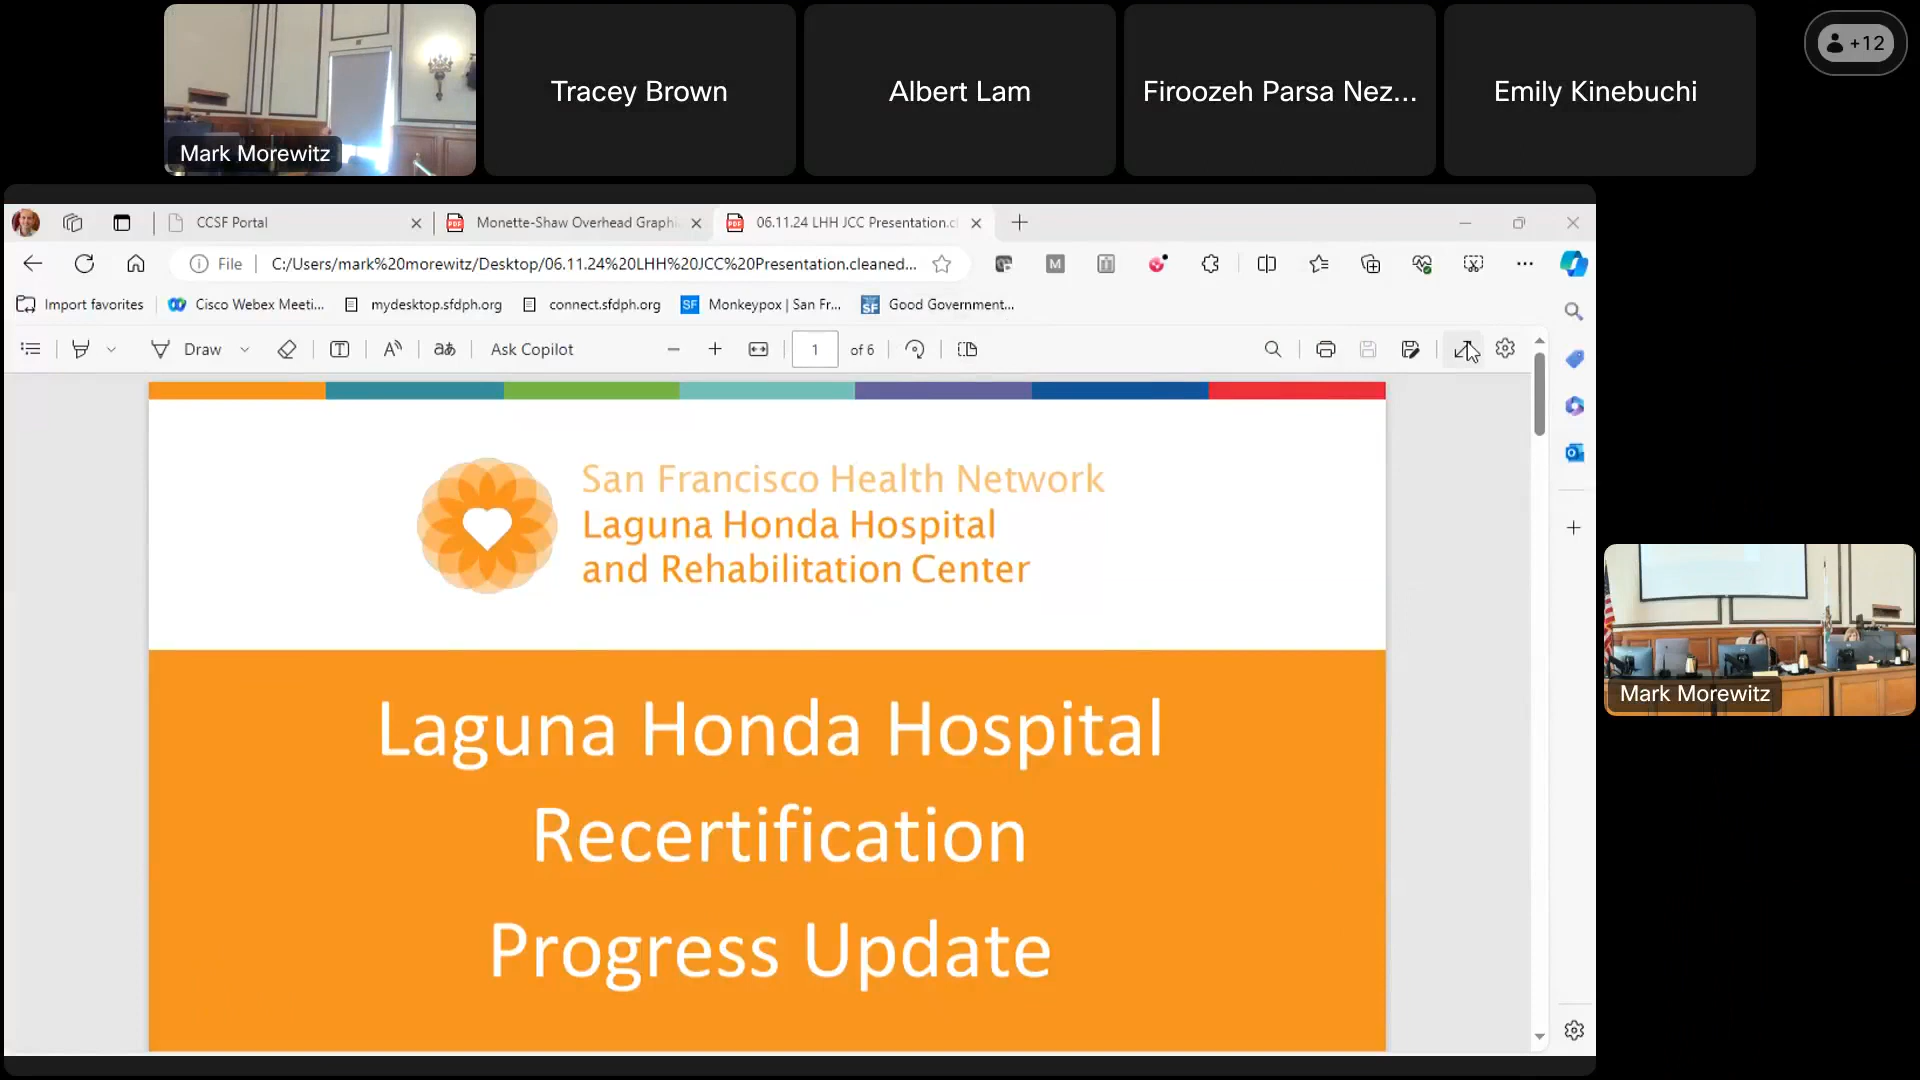 Mark Morewitz
Tracey Brown
Albert Lam
Firoozeh Parsa Nez...
Emily Kinebuchi
+12
CCSF Portal
Monette-Shaw Overhead Graphi
06.11.24 LHH JCC Presentation.c
File
C:/Users/mark%20morewitz/Desktop/06.11.24%20LHH%20JCC%20Presentation.cleaned...
M
Import favorites
Cisco Webex Meeti...
mydesktop.sfdph.org
connect.sfdph.org
SF
Monkeypox | San Fr...
SF
Good Government...
Draw
Ask Copilot
1
of 6
San Francisco Health Network
Laguna Honda Hospital
and Rehabilitation Center
Laguna Honda Hospital
Recertification
Progress Update
Mark Morewitz